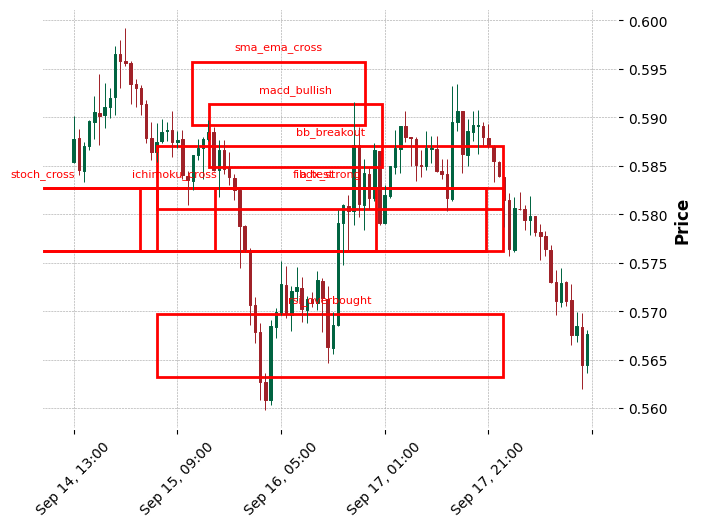 0.600
sma_ema_cross
0.595
macd_bullish
0.590
bb_breakout
0.585
stoch_cross
ichimoku_cross
0.580
0.575
0.570
0.565
0.560
Price
Sep 14, 13:00
Sep 15, 09:00
Sep 16, 05:00
Sep 17, 01:00
Sep 17, 21:00